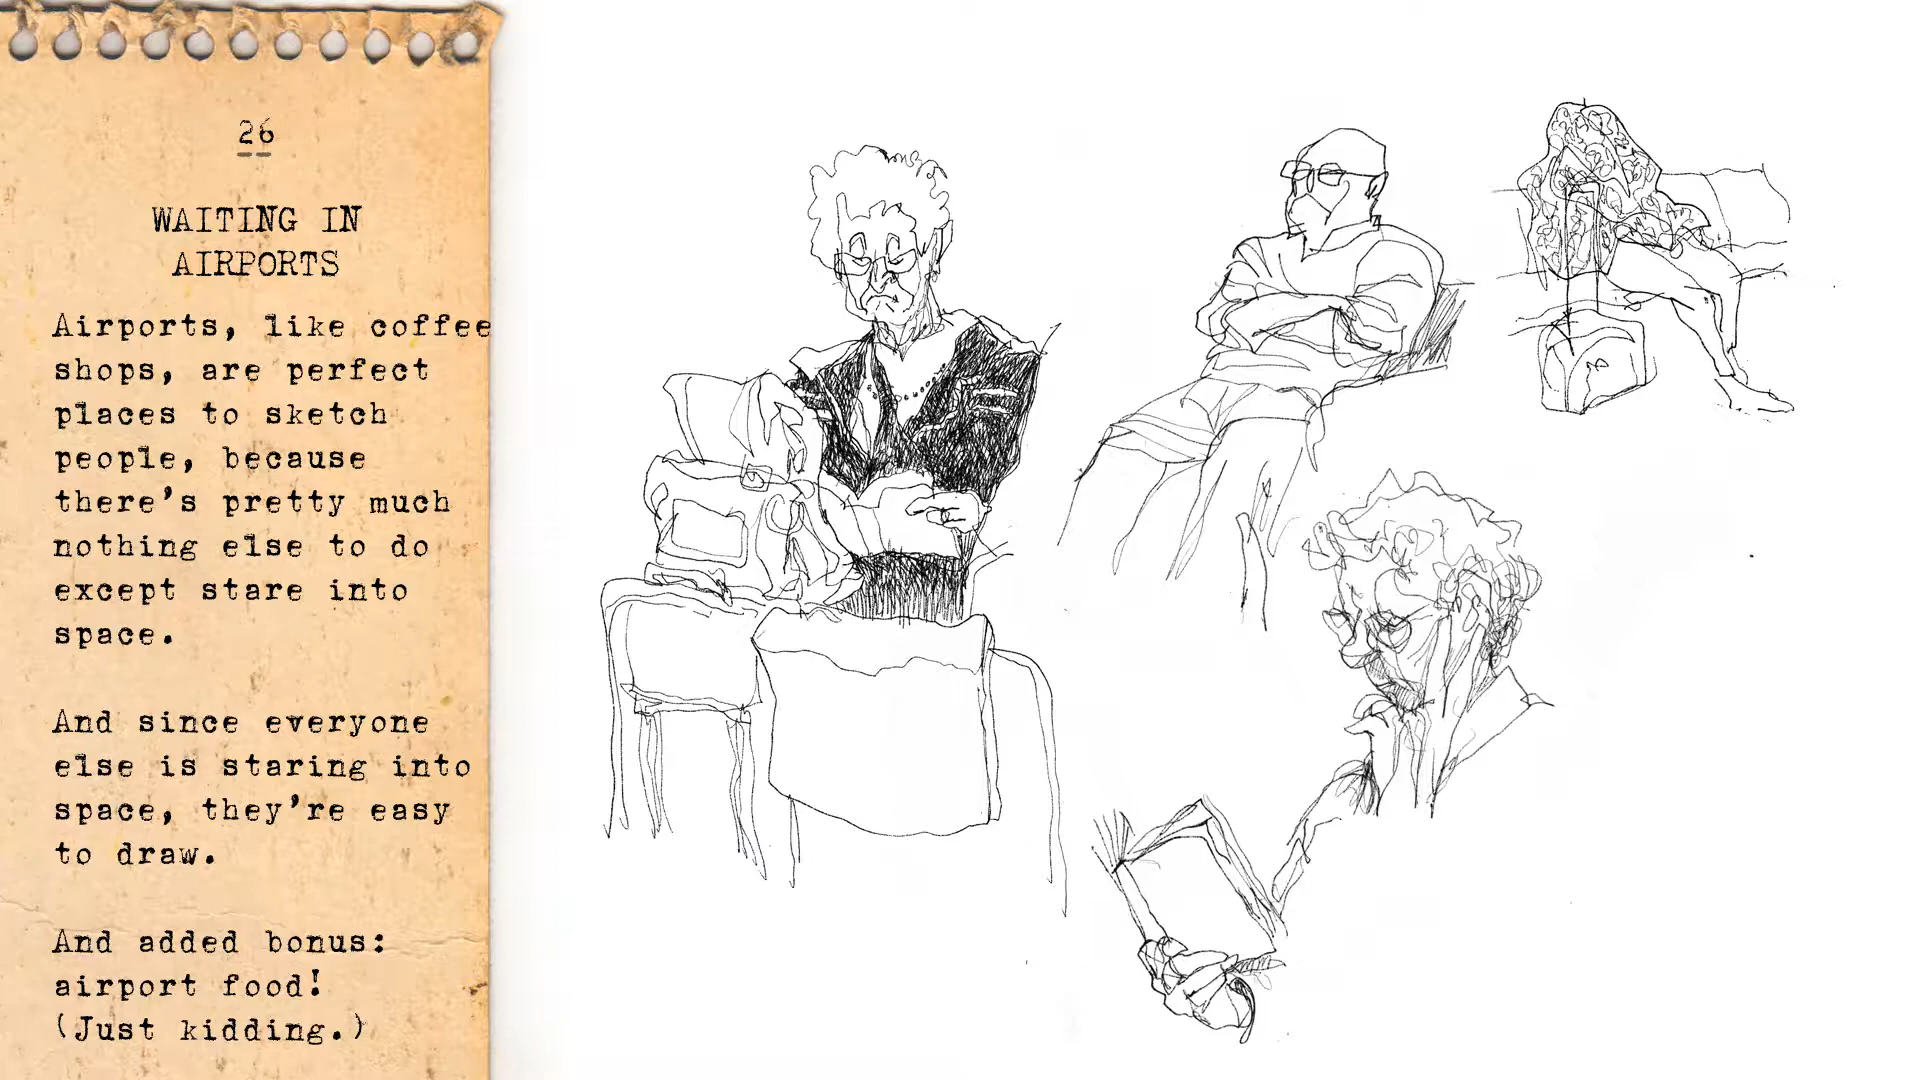 26
WAITING IN
AIRPORTS
Airports, like coffee
shops, are perfect
places to sketch
people, because
there's pretty much
nothing else to do
except stare into
space.
And since everyone
else is staring into
space, they're easy
to draw.
And added bonus:
airport food!
(Just kidding.)